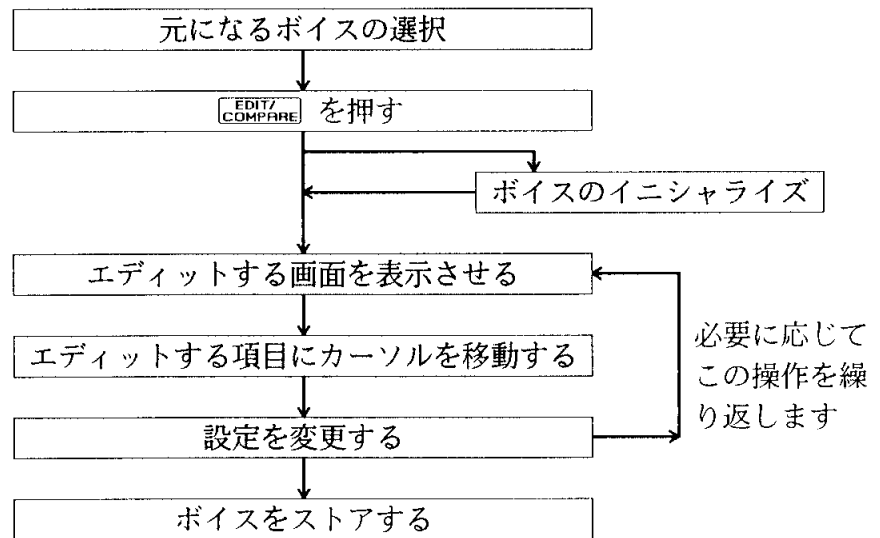 元になるボイスの選択
EDIT/
COMPARE を押す
ボイスのイニシャライズ
エディットする画面を表示させる
エディットする項目にカーソルを移動する
設定を変更する
必要に応じて
この操作を繰
り返します
ボイスをストアする